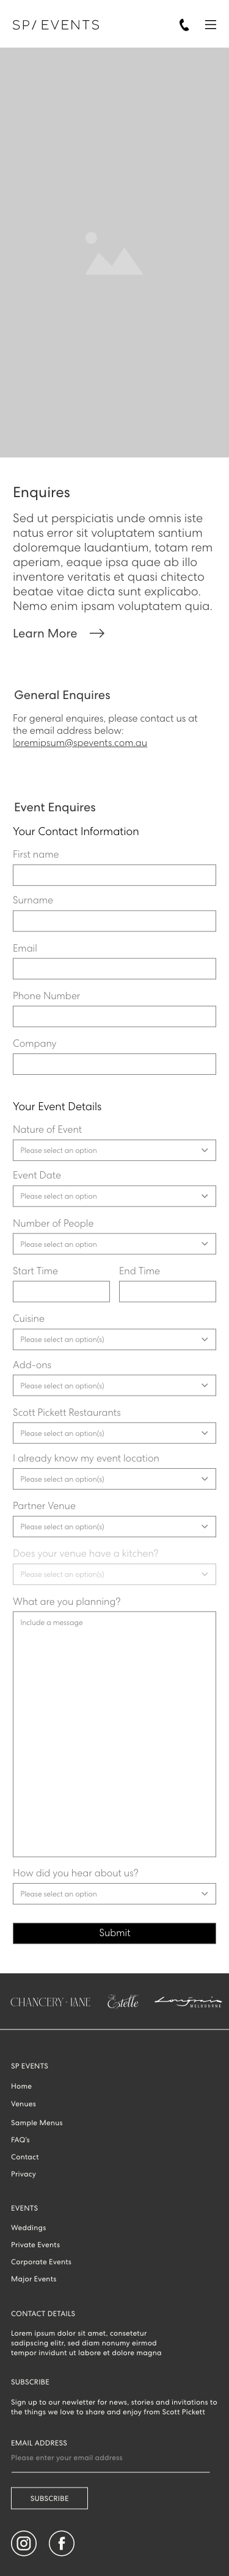 SP/ EVENTS
Enquires
Sed ut perspiciatis unde omnis iste
natus error sit voluptatem santium
doloremque laudantium, totam rem
aperiam, eaque ipsa quae ab illo
inventore veritatis et quasi chitecto
beatae vitae dicta sunt explicabo.
Nemo enim ipsam voluptatem quia.
Learn More
General Enquires
For general enquires, please contact us at
the email address below:
loremipsum@spevents.com.au
Event Enquires
Your Contact Information
First name
Surname
Email
Phone Number
Company
Your Event Details
Nature of Event
Please select an option
Event Date
Please select an option
Number of People
Please select an option
Start Time End Time
Cuisine
Please select an option(s)
Add-ons
Please select an option(s)
Scott Pickett Restaurants
Please select an option(s)
I already know my event location
Please select an option(s)
Partner Venue
Please select an option(s)
Does your venue have a kitchen?
Please select an option(s)
What are you planning?
Include a message
How did you hear about us?
Please select an option
Submit
CHANCERY LANE Estelle Longrain
MELBOURNE
SP EVENTS
Home
Venues
Sample Menus
FAQ's
Contact
Privacy
EVENTS
Weddings
Private Events
Corporate Events
Major Events
CONTACT DETAILS
Lorem ipsum dolor sit amet, consetetur
sadipscing elitr, sed diam nonumy eirmod
tempor invidunt ut labore et dolore magna
SUBSCRIBE
Sign up to our newletter for news, stories and invitations to
the things we love to share and enjoy from Scott Pickett
EMAIL ADDRESS
Please enter your email address
SUBSCRIBE